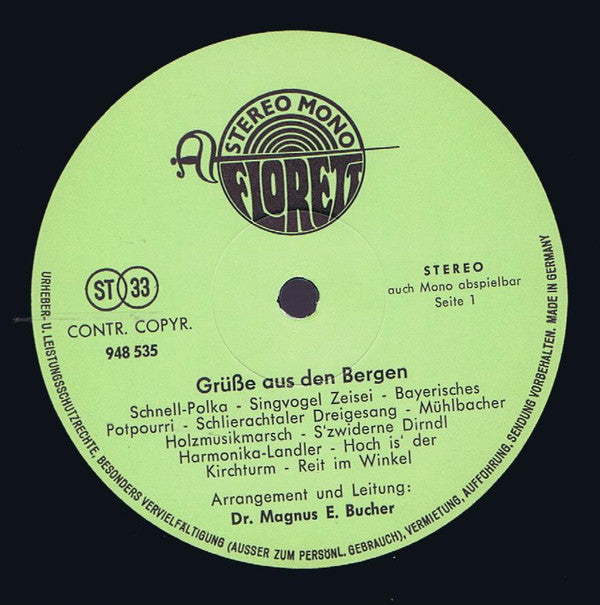 STEREO MONO
FLORETT
STEREO
auch Mono abspielbar
Seite 1
ST 33
CONTR. COPYR.
948 535
Grüße aus den Bergen
Schnell-Polka - Singvogel Zeisei - Bayerisches
Potpourri - Schlierachtaler Dreigesang - Mühlbacher
Holzmusikmarsch - S'zwiderne Dirndl
Harmonika-Landler - Hoch is' der
Kirchturm - Reit im Winkel
Arrangement und Leitung:
Dr. Magnus E. Bucher
URHEBER- U. LEISTUNGSSCHUTZRECHTE, BESONDERS VERVIELFÄLTIGUNG (AUSSER ZUM PERSÖNL. GEBRAUCH), VERMIETUNG, AUFFÜHRUNG, SENDUNG VORBEHALTEN. MADE IN GERMANY